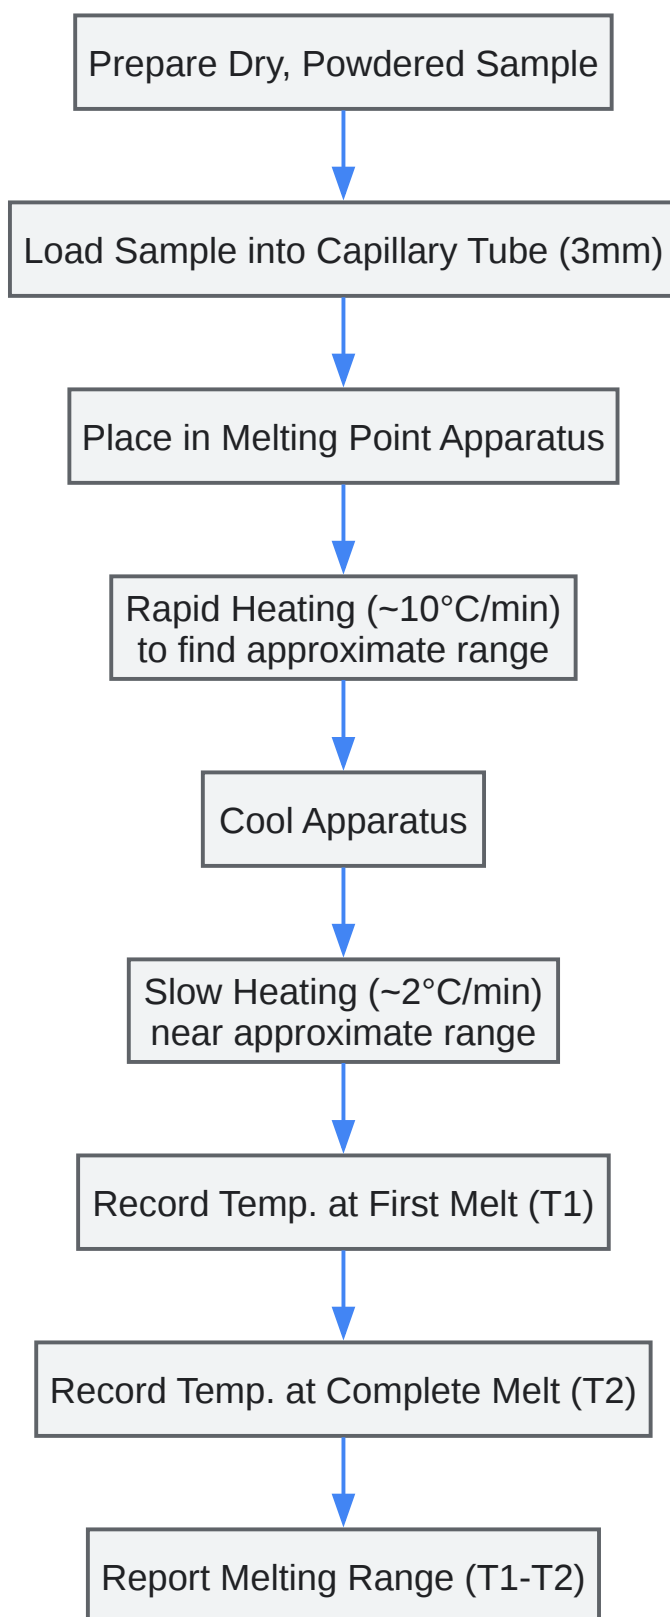 Prepare Dry, Powdered Sample
Load Sample into Capillary Tube (3mm)
Place in Melting Point Apparatus
Rapid Heating (~10°C/min)
to find approximate range
Cool Apparatus
Slow Heating (~2°C/min)
near approximate range
Record Temp. at First Melt (T1)
Record Temp. at Complete Melt (T2)
Report Melting Range (T1-T2)